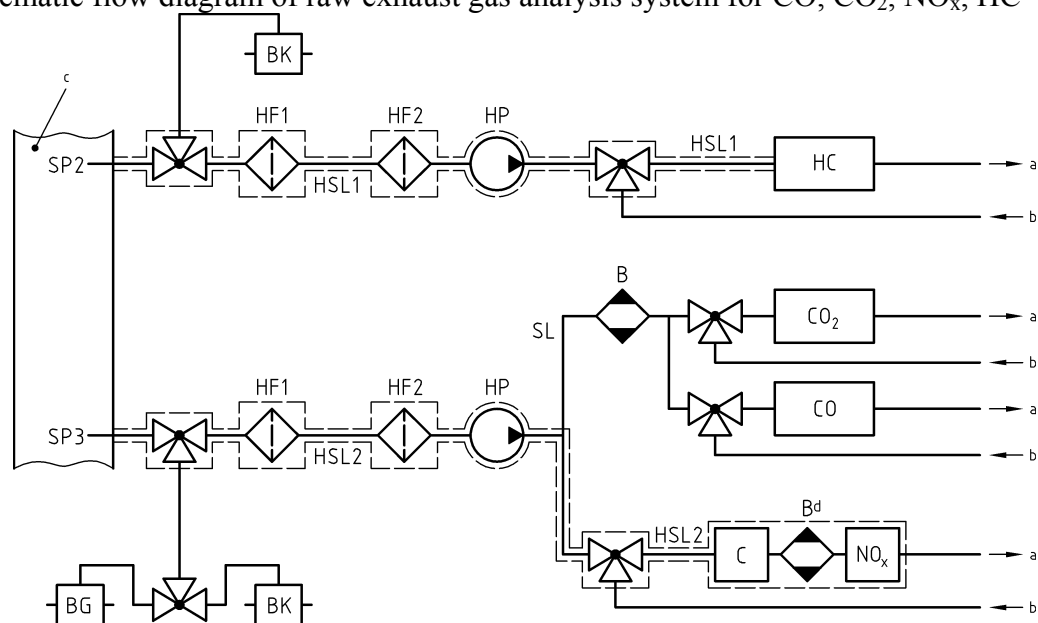 ematic flow diagram of raw exhaust gas analysis system for CO, CO₂, NOₓ, HC
BK
c
HF1 HF2 HP
HSL1
SP2
HC
a
HSL1
b
B
SL
CO₂
a
b
HF1 HF2 HP
CO
a
SP3
HSL2
b
Bᵈ
HSL2
C
NOₓ
a
BG
BK
b